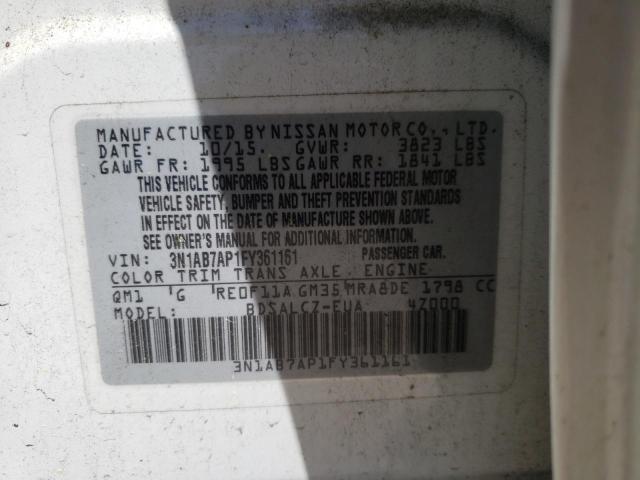 MANUFACTURED BY NISSAN MOTOR CO., LTD.
DATE: 10/15. GVWR: 3823 LBS
GAWR FR: 1995 LBS GAWR RR: 1841 LBS
THIS VEHICLE CONFORMS TO ALL APPLICABLE FEDERAL MOTOR
VEHICLE SAFETY, BUMPER AND THEFT PREVENTION STANDARDS
IN EFFECT ON THE DATE OF MANUFACTURE SHOWN ABOVE.
SEE OWNER'S MANUAL FOR ADDITIONAL INFORMATION.
VIN: 3N1AB7AP1FY361161 PASSENGER CAR.
COLOR TRIM TRANS AXLE ENGINE
QM1 G RE0F11A GM35 MRA8DE 1798 CC
MODEL: BDSALCZ-EUA 47000
3N1AB7AP1FY361161